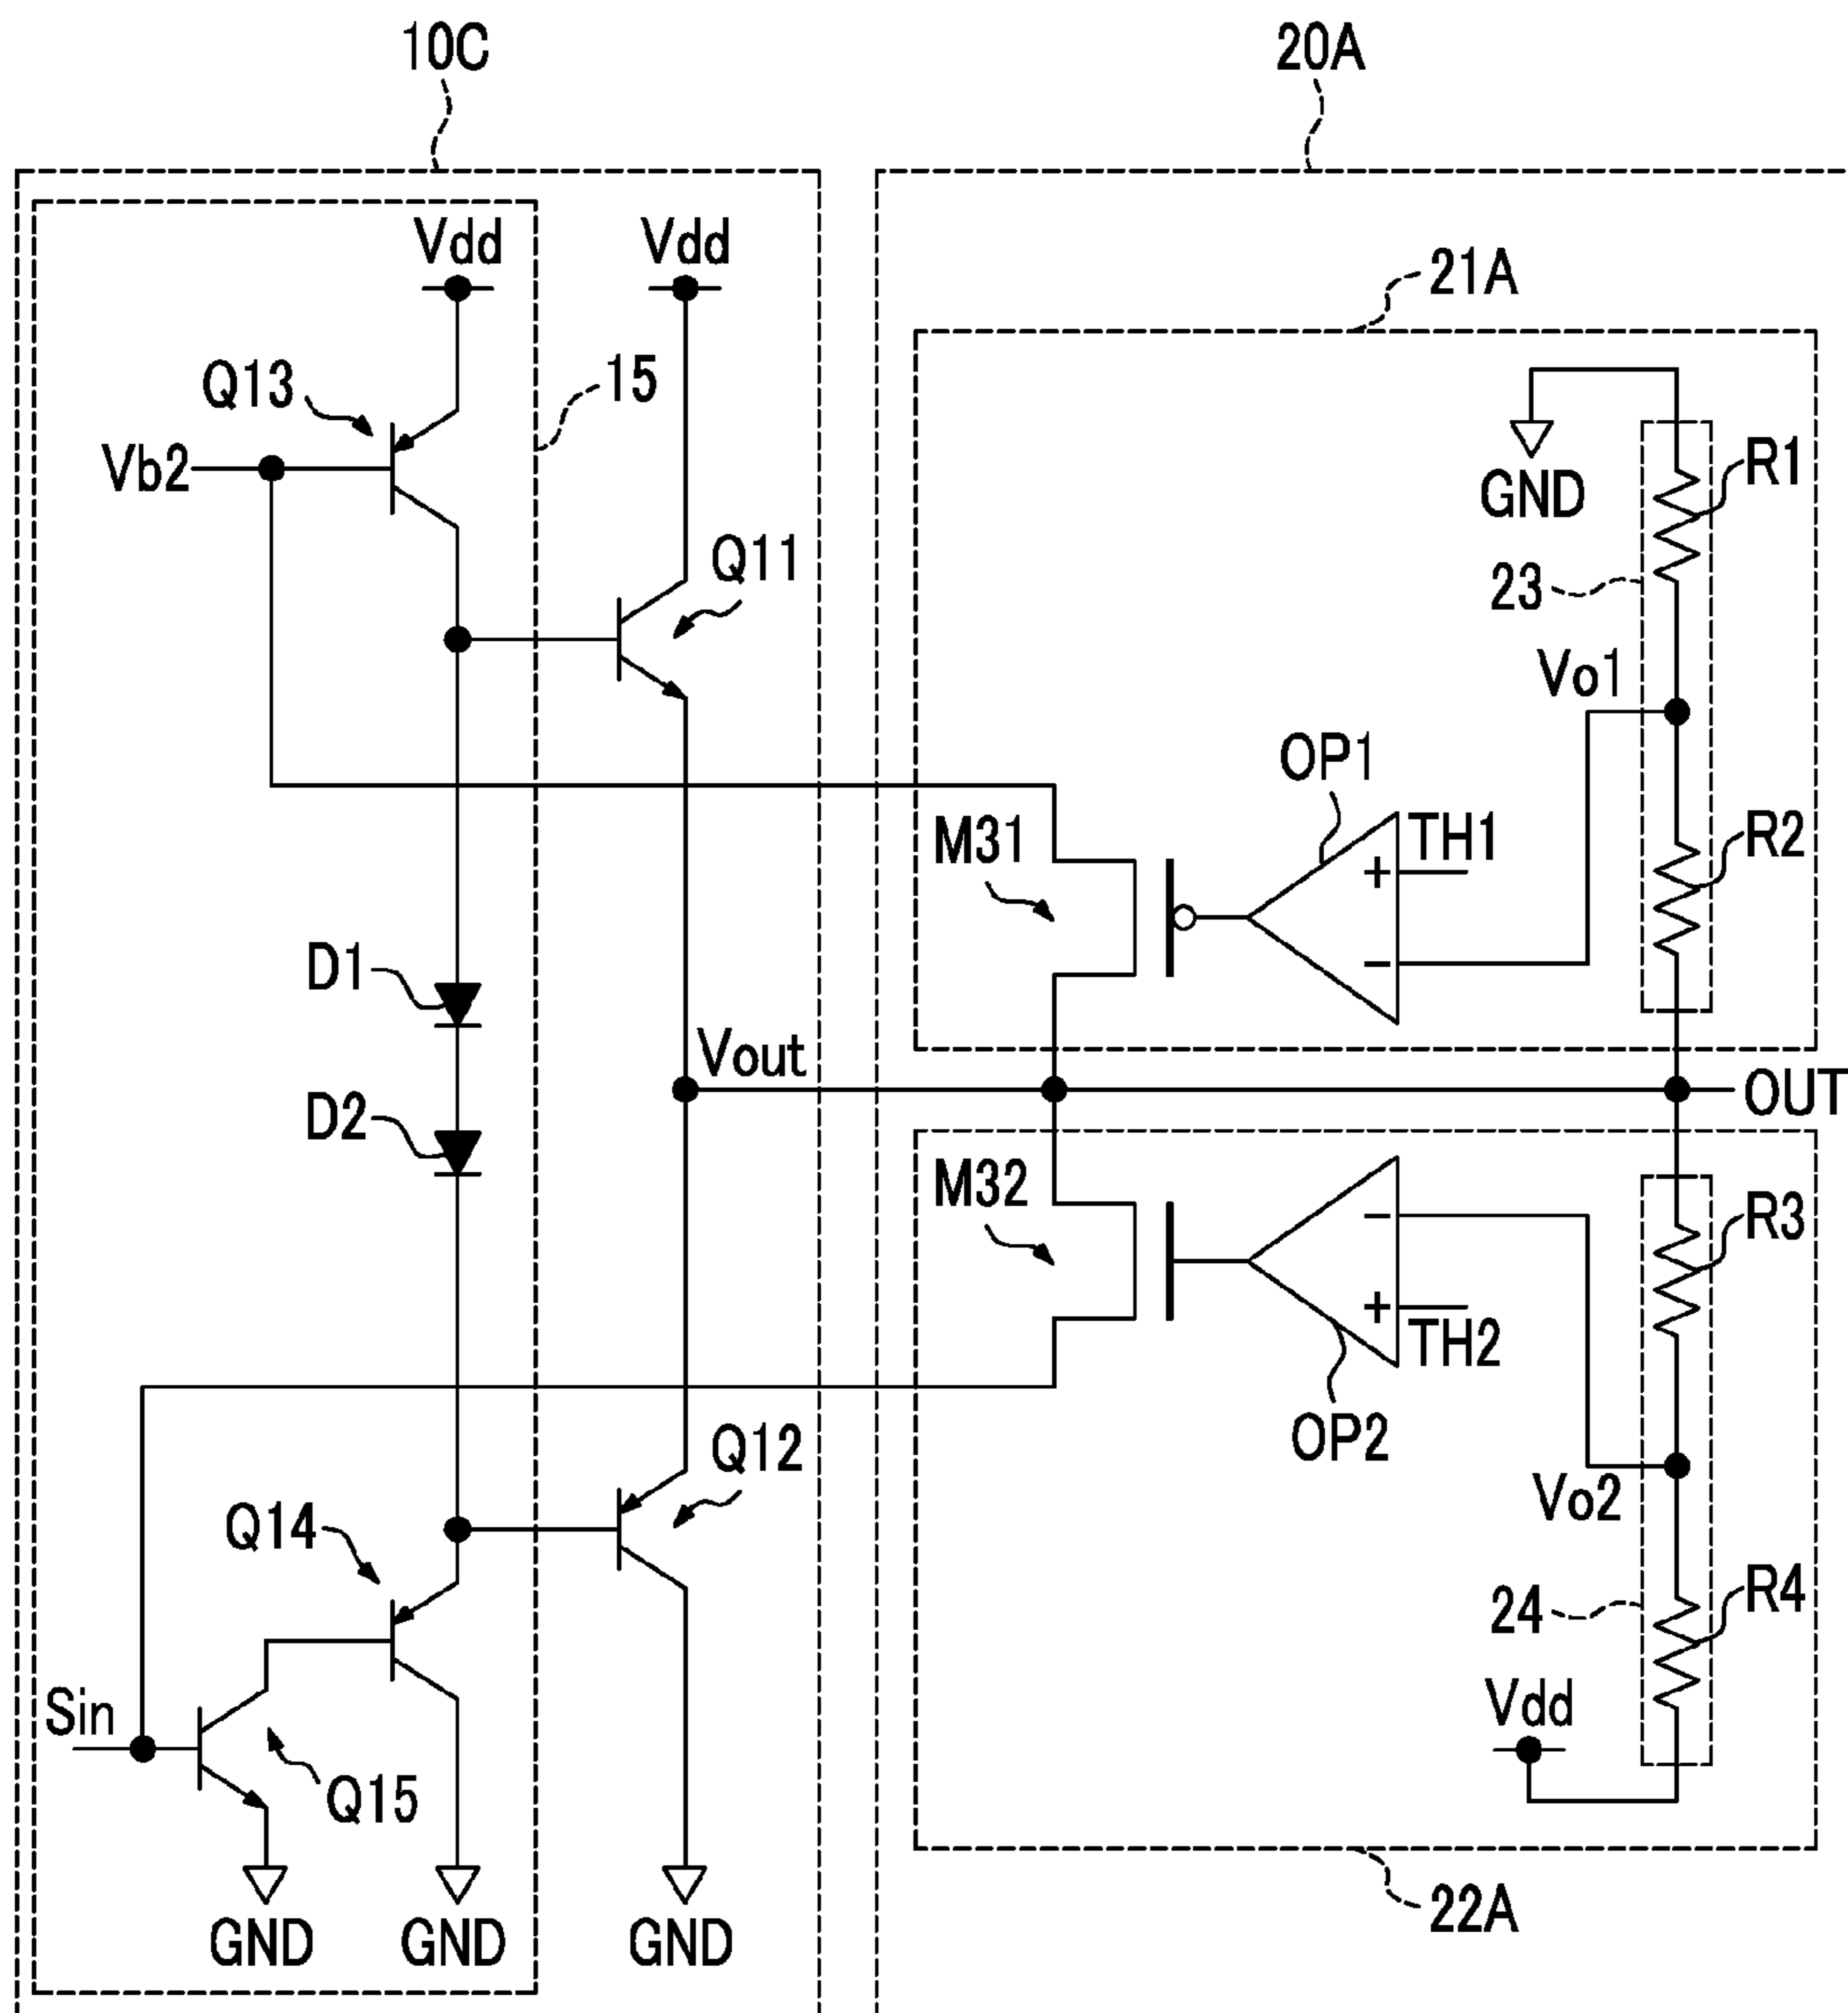 10C
20A
Vdd
Vdd
21A
Q13
15
Vb2
GND
R1
Q11
23
Vo1
OP1
M31
+
TH1
R2
D1
-
Vout
OUT
D2
M32
-
R3
+
TH2
OP2
Q12
Vo2
Q14
24
R4
Sin
Vdd
Q15
22A
GND
GND
GND